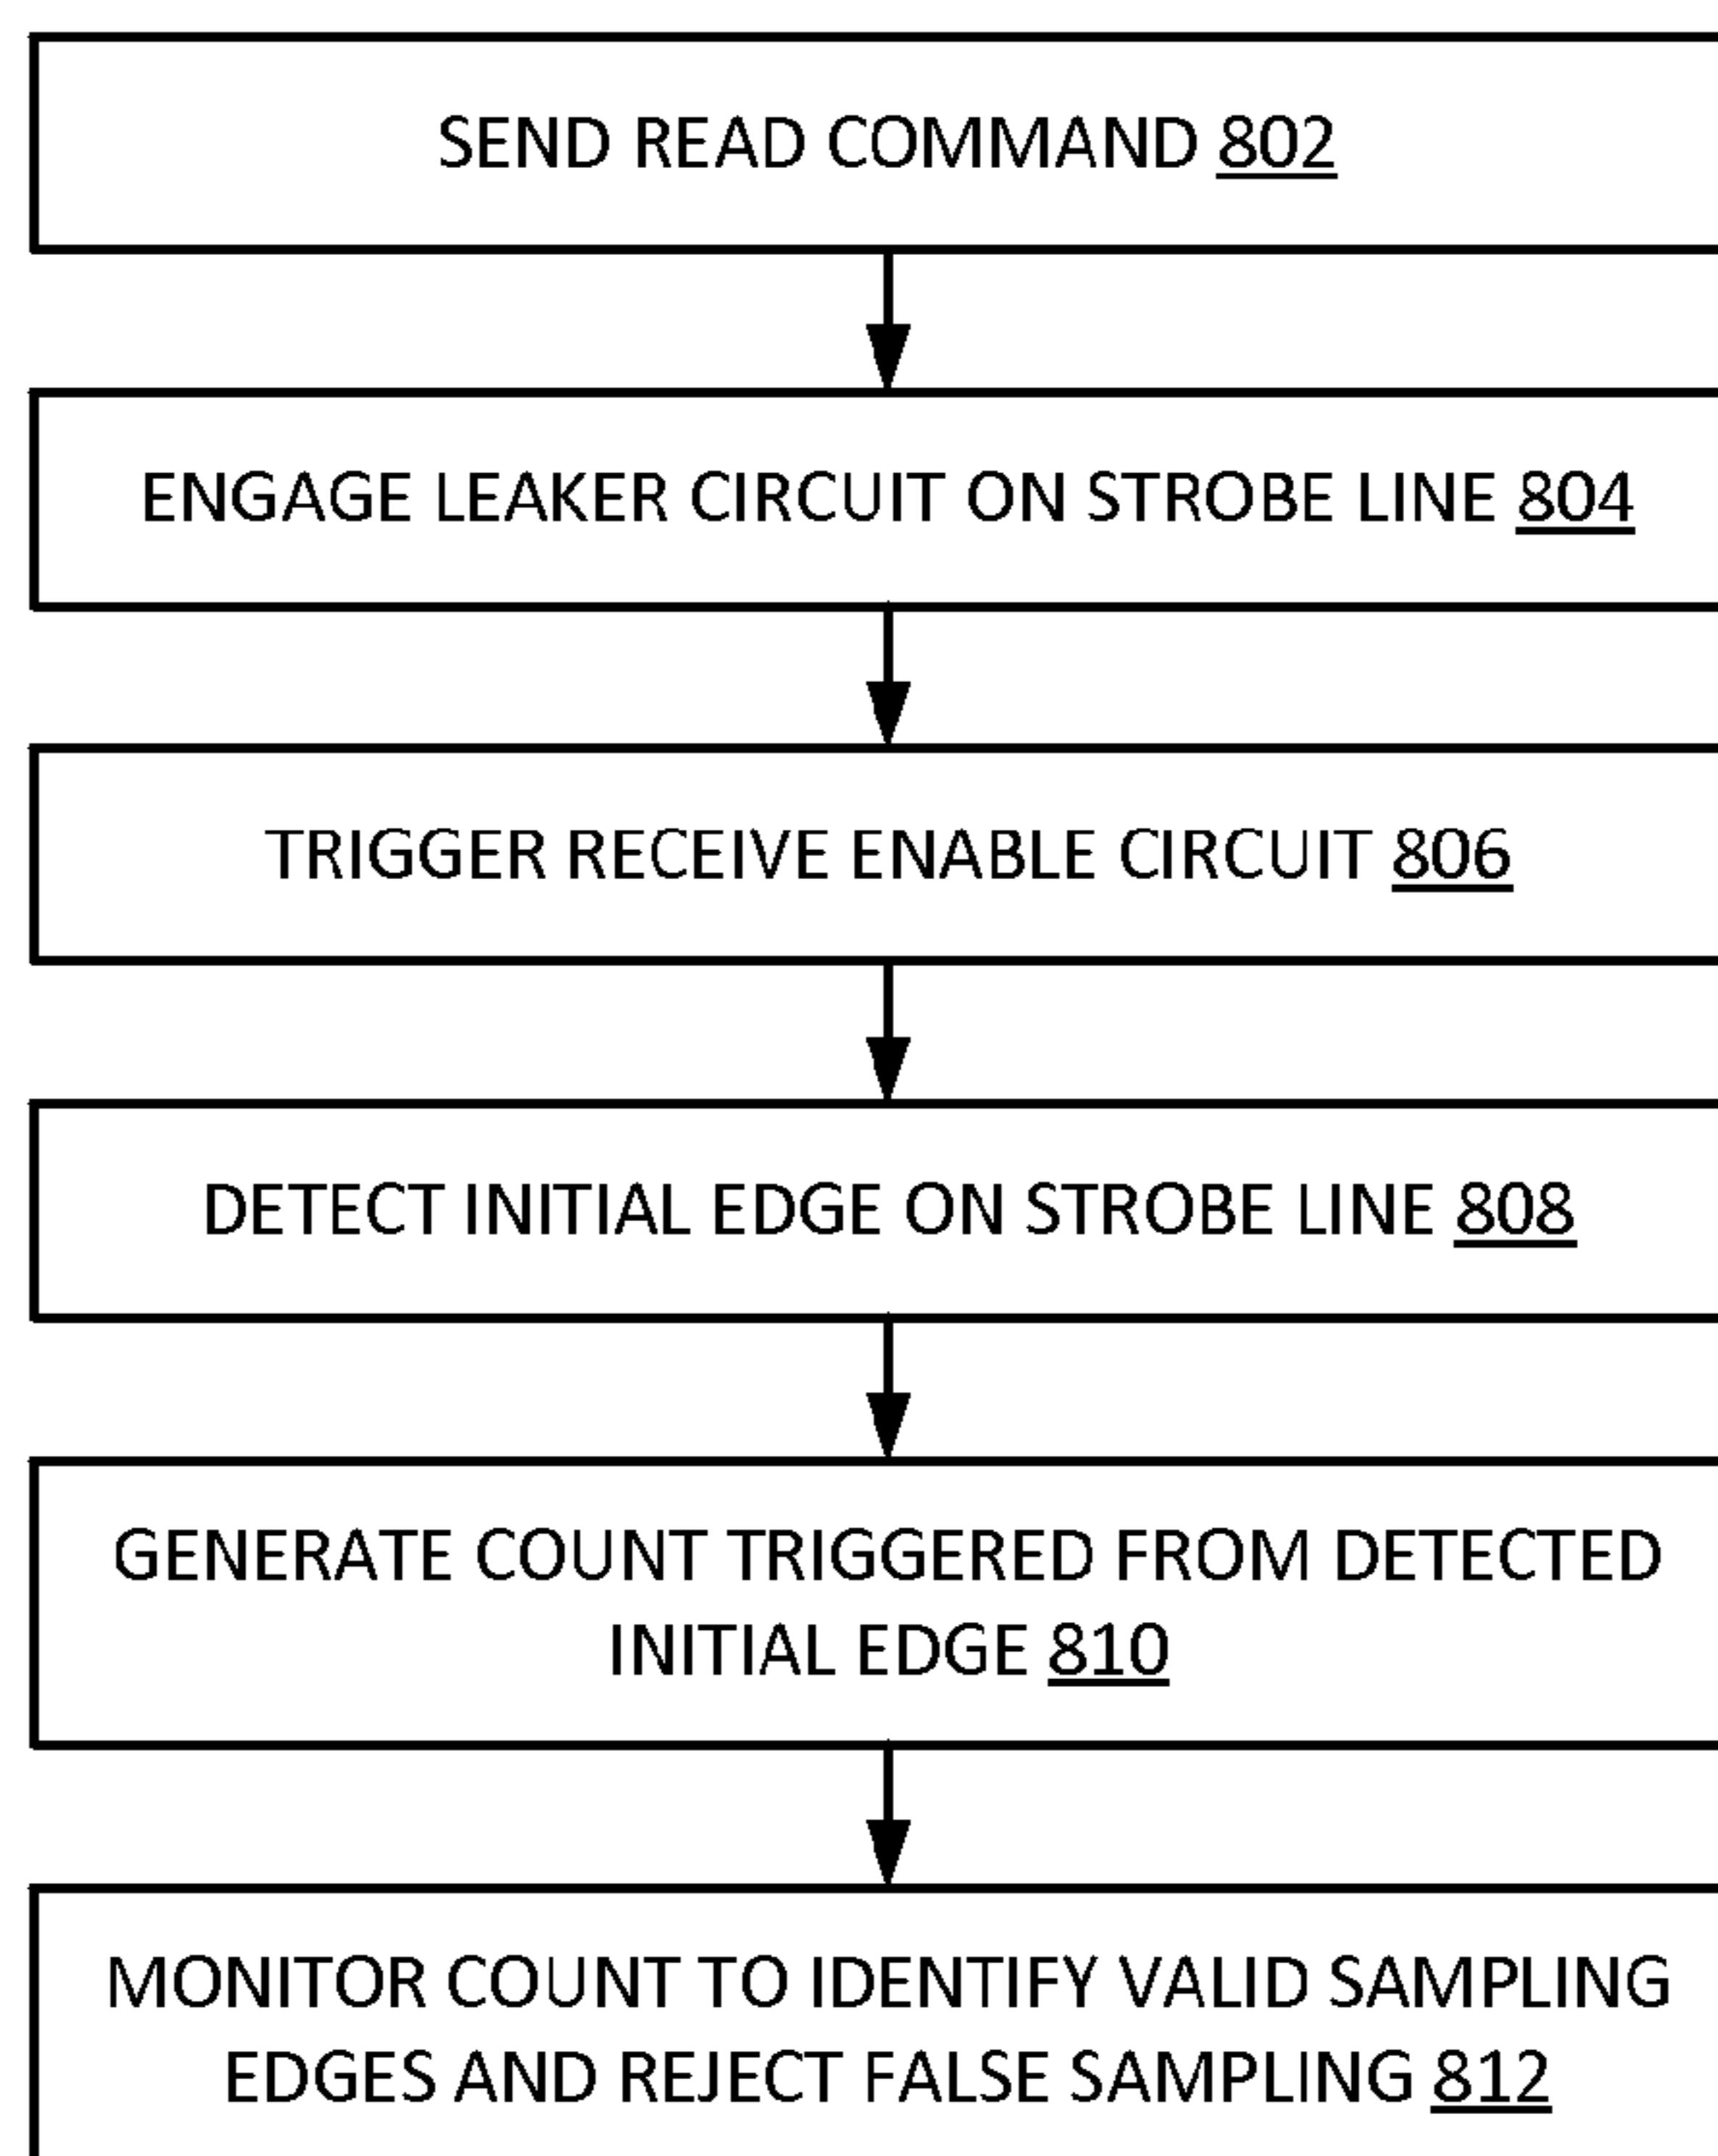 SEND READ COMMAND 802
ENGAGE LEAKER CIRCUIT ON STROBE LINE 804
TRIGGER RECEIVE ENABLE CIRCUIT 806
DETECT INITIAL EDGE ON STROBE LINE 808
GENERATE COUNT TRIGGERED FROM DETECTED
INITIAL EDGE 810
MONITOR COUNT TO IDENTIFY VALID SAMPLING
EDGES AND REJECT FALSE SAMPLING 812